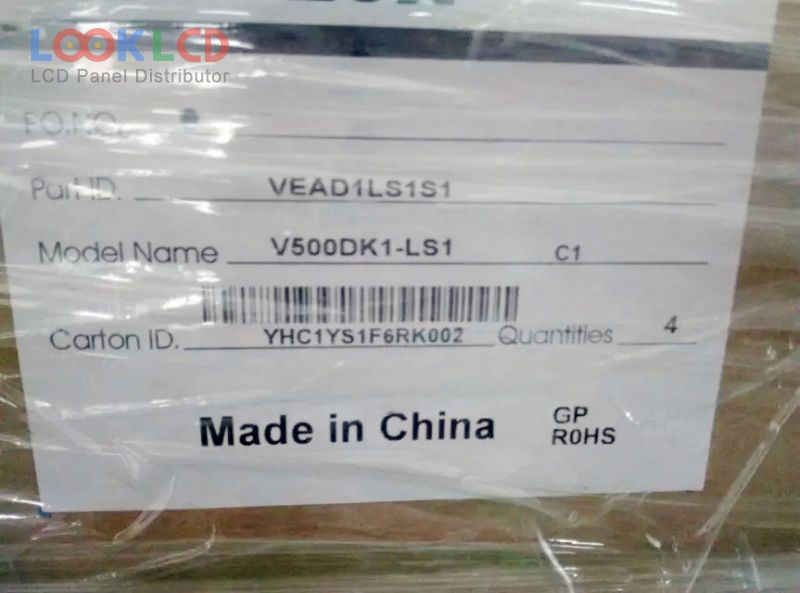 LOOKLCD
LCD Panel Distributor
P.O.NO.
Part ID. VEAD1LS1S1
Model Name V500DK1-LS1 C1
Carton ID. YHC1YS1F6RK002 Quantities 4
Made in China
GP
R0HS